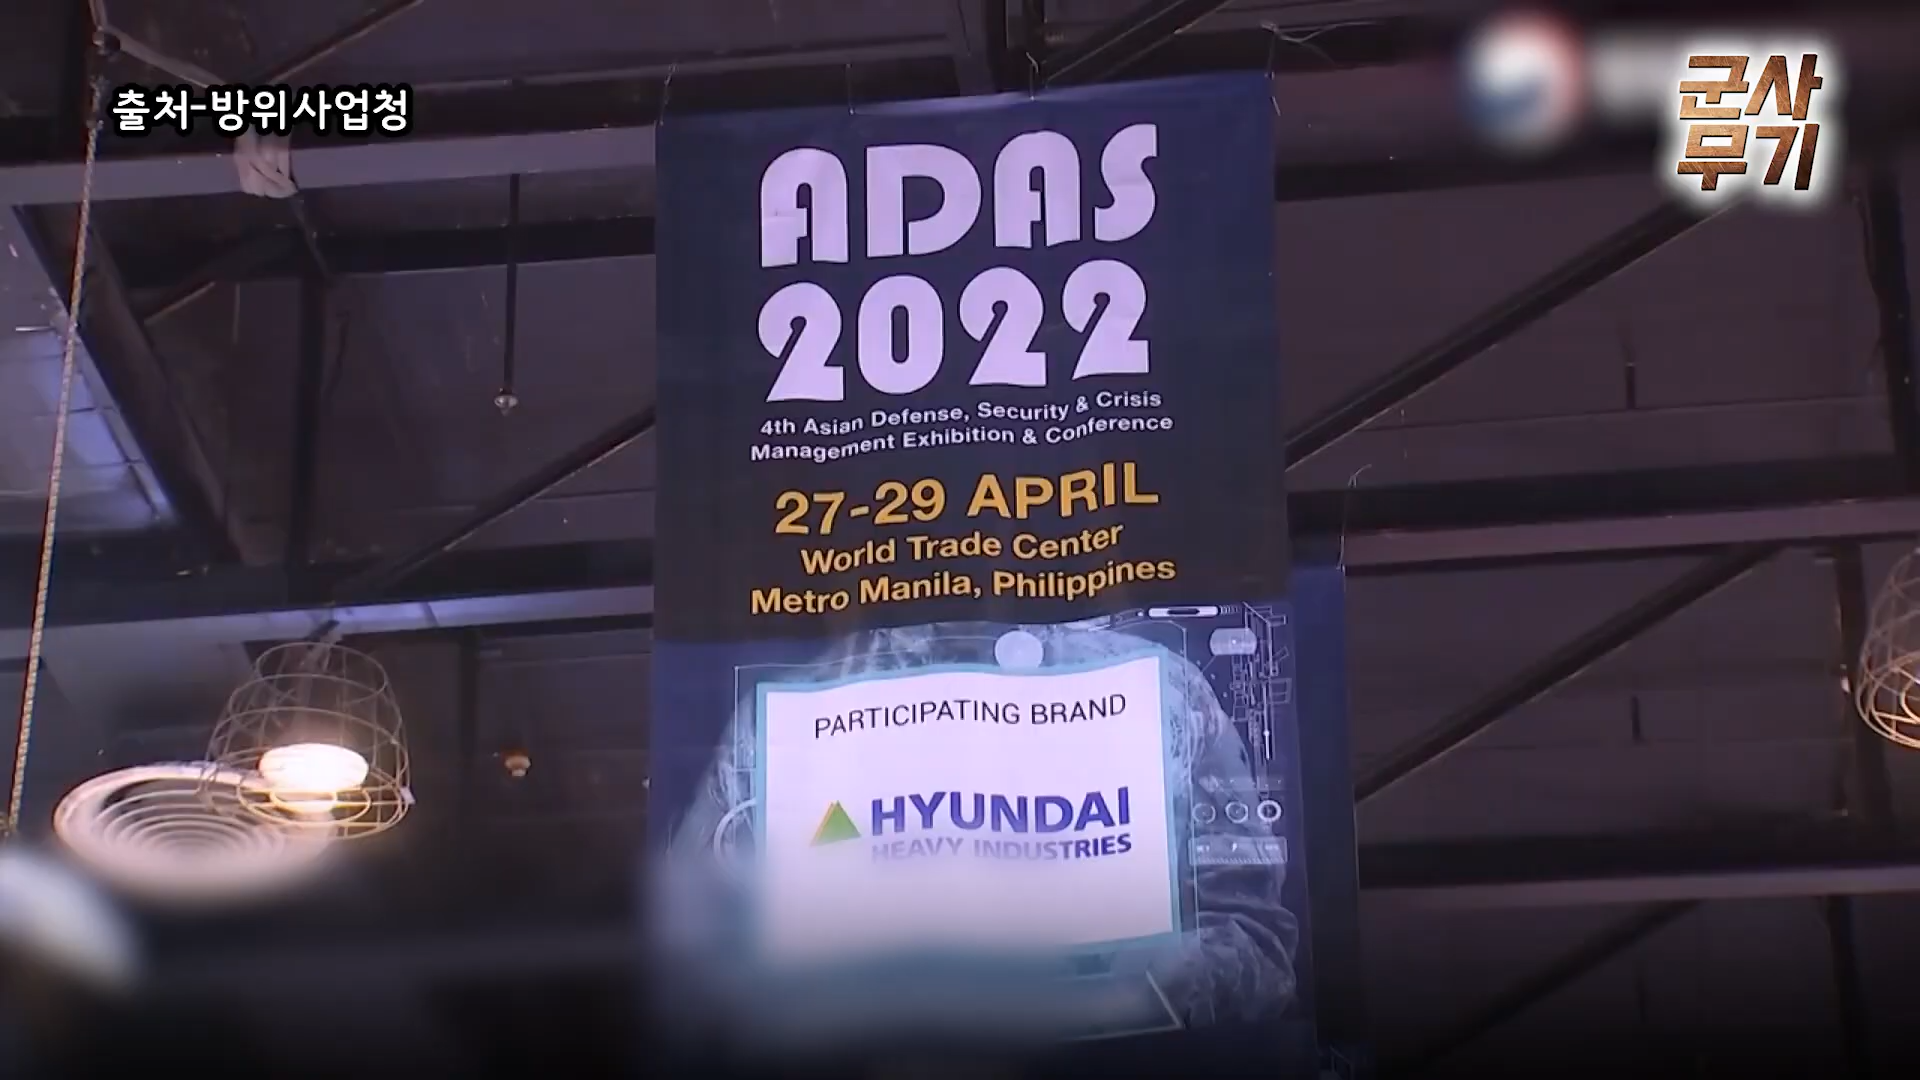 출처-방위사업청
군사
무기
ADAS
2022
4th Asian Defense, Security & Crisis
Management Exhibition & Conference
27-29 APRIL
World Trade Center
Metro Manila, Philippines
PARTICIPATING BRAND
HYUNDAI
HEAVY INDUSTRIES